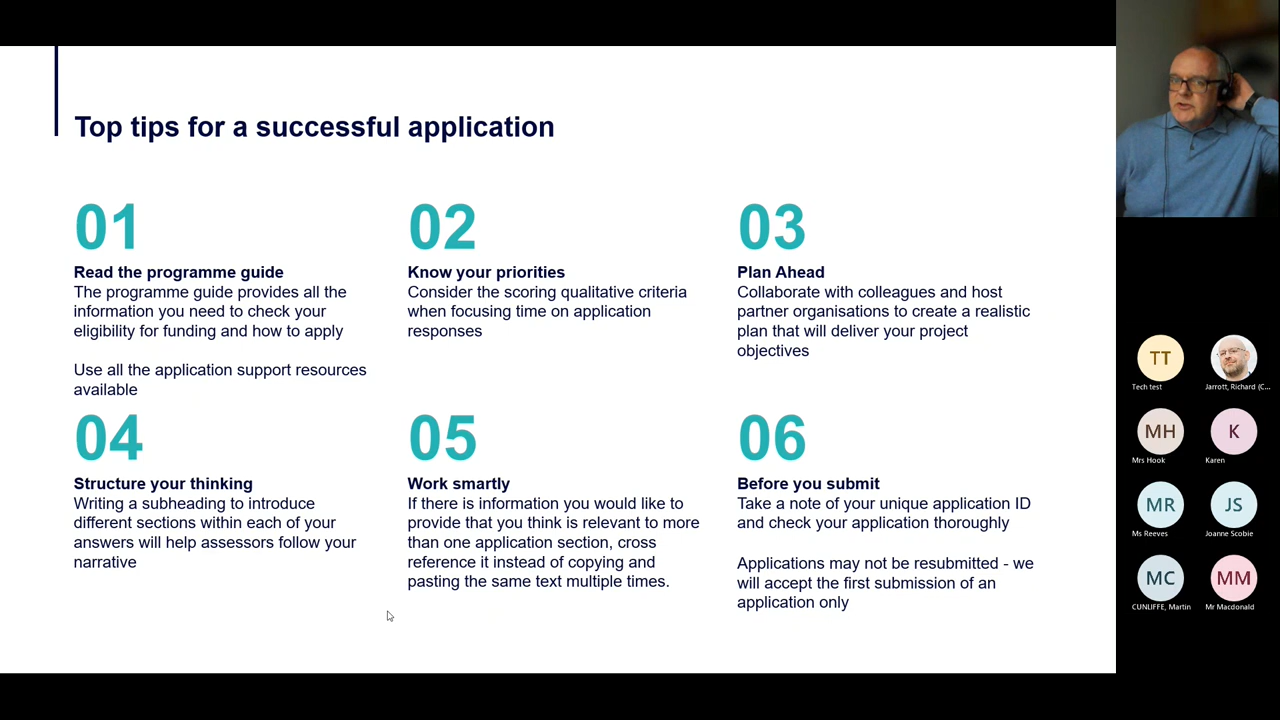 Top tips for a successful application
01
Read the programme guide
The programme guide provides all the
information you need to check your
eligibility for funding and how to apply
Use all the application support resources
available
02
Know your priorities
Consider the scoring qualitative criteria
when focusing time on application
responses
03
Plan Ahead
Collaborate with colleagues and host
partner organisations to create a realistic
plan that will deliver your project
objectives
04
Structure your thinking
Writing a subheading to introduce
different sections within each of your
answers will help assessors follow your
narrative
05
Work smartly
If there is information you would like to
provide that you think is relevant to more
than one application section, cross
reference it instead of copying and
pasting the same text multiple times.
06
Before you submit
Take a note of your unique application ID
and check your application thoroughly
Applications may not be resubmitted - we
will accept the first submission of an
application only
TT
Tech test
Jarrott, Richard (C...
MH
Mrs Hook
K
Karen
MR
Ms Reeves
JS
Joanne Scobie
MC
CUNLIFFE, Martin
MM
Mr Macdonald